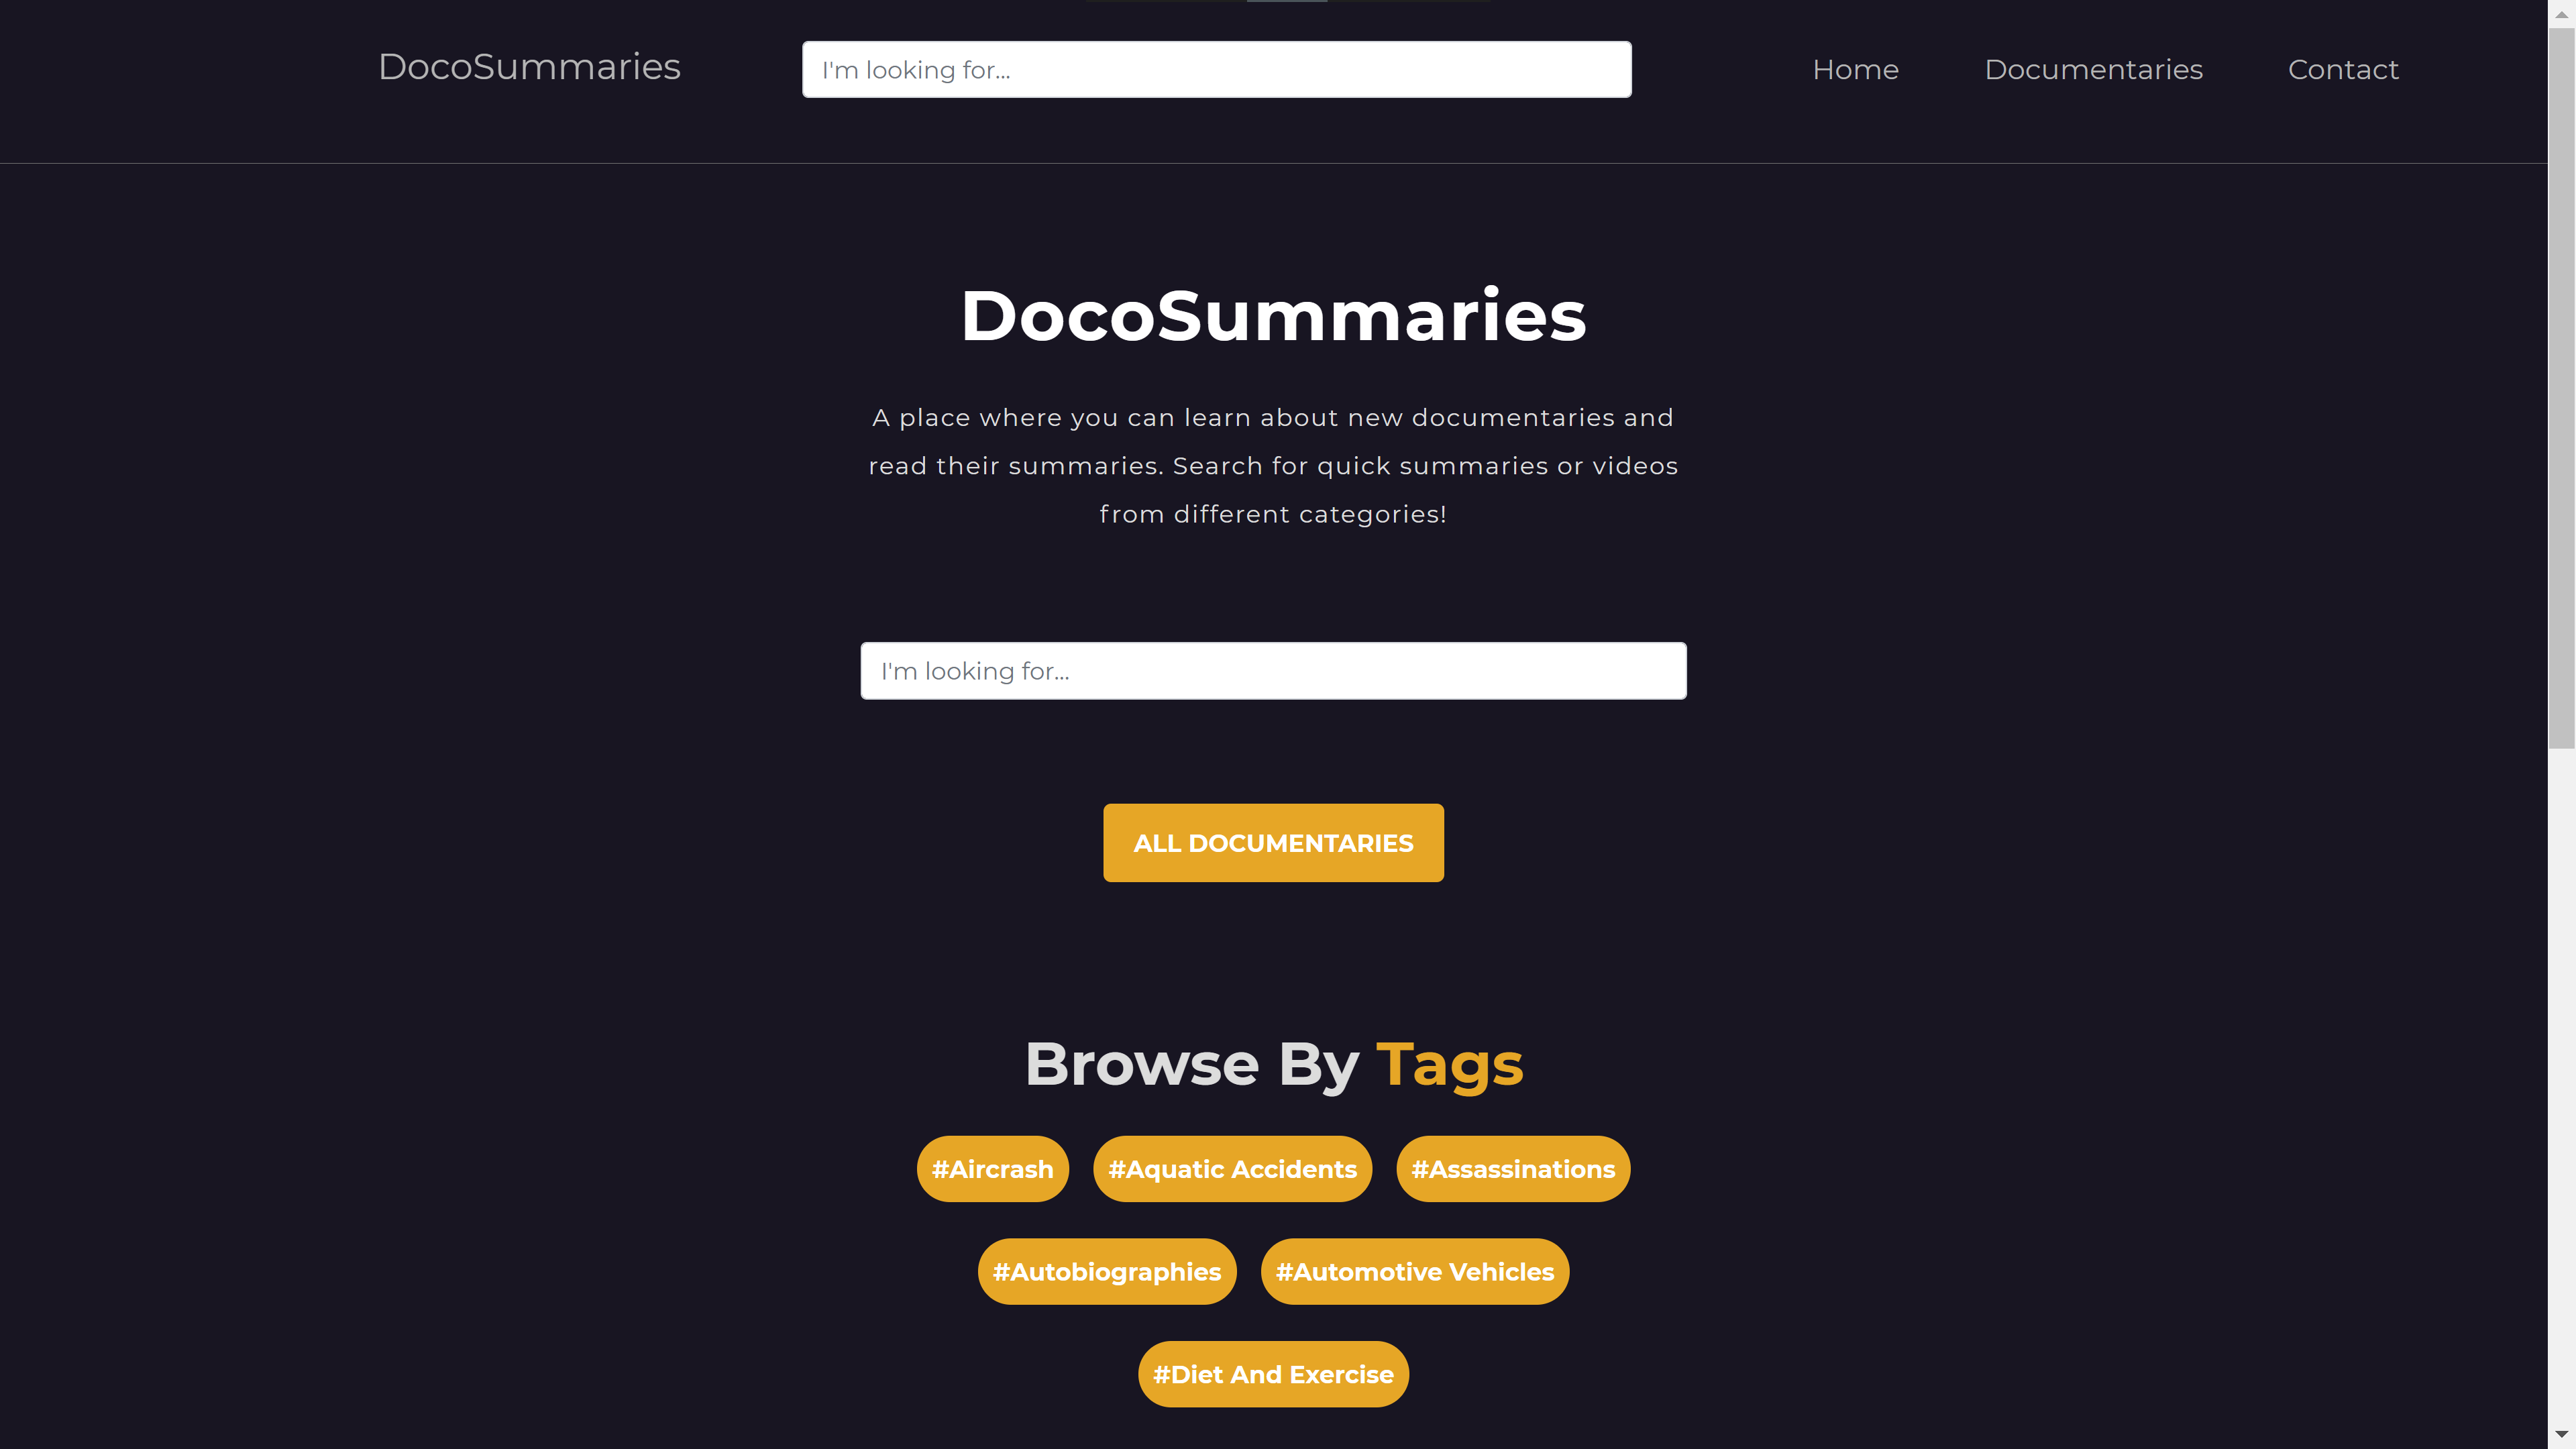 DocoSummaries
I'm looking for...
Home
Documentaries
Contact
DocoSummaries
A place where you can learn about new documentaries and
read their summaries. Search for quick summaries or videos
from different categories!
I'm looking for...
ALL DOCUMENTARIES
Browse By Tags
#Aircrash
#Aquatic Accidents
#Assassinations
#Autobiographies
#Automotive Vehicles
#Diet And Exercise